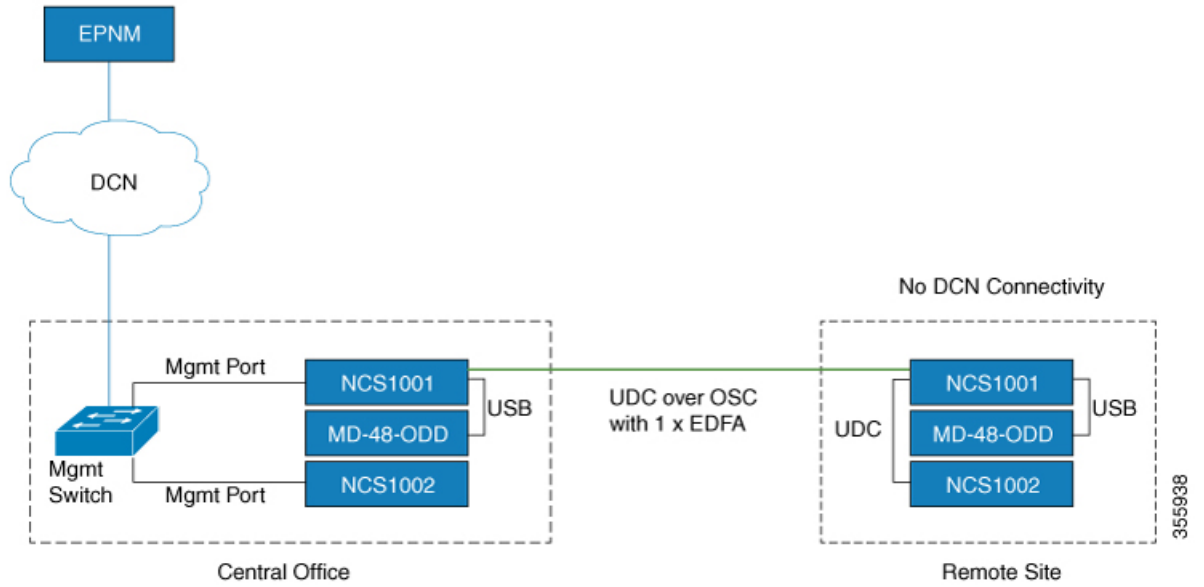 EPNM
DCN
No DCN Connectivity
Mgmt Port
NCS1001
USB
MD-48-ODD
Mgmt
Switch
Mgmt Port
NCS1002
UDC over OSC
with 1 x EDFA
UDC
NCS1001
USB
MD-48-ODD
NCS1002
355938
Central Office
Remote Site